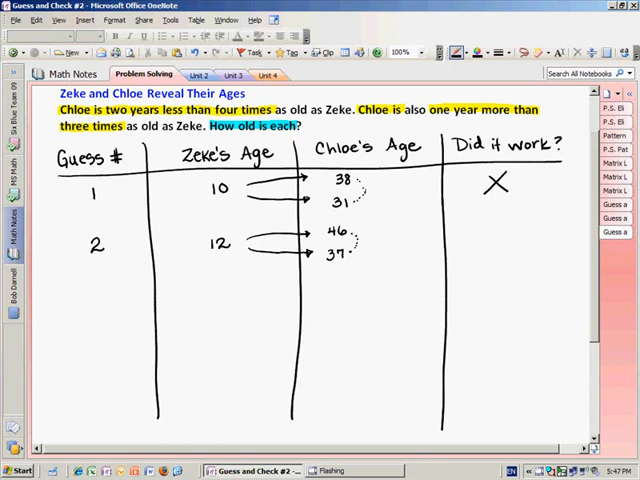 Guess and Check #2 - Microsoft Office OneNote
File Edit View Insert Format Share Tools Table Window Help
New Task Tag Clip 100%
Math Notes Problem Solving Unit 2 Unit 3 Unit 4 Search All Notebooks
Zeke and Chloe Reveal Their Ages
Chloe is two years less than four times as old as Zeke. Chloe is also one year more than
three times as old as Zeke. How old is each?
Guess # Zeke's Age Chloe's Age Did it work?
1 10 38 X
31
2 12 46
37
Six Blue Team 09
MS Math
Math Notes
Bob Darnell
P.S. Eli
P.S. Eli
Pattern
P.S. Pat
Matrix L
Matrix L
Matrix L
Guess a
Guess a
Start Guess and Check #2 - ... Flashing EN 5:47 PM